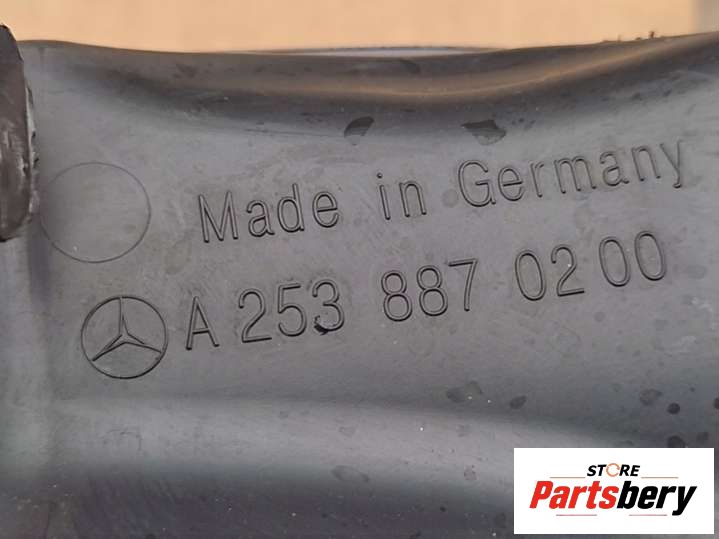 Made in Germany
A 253 887 02 00
STORE
Partsbery